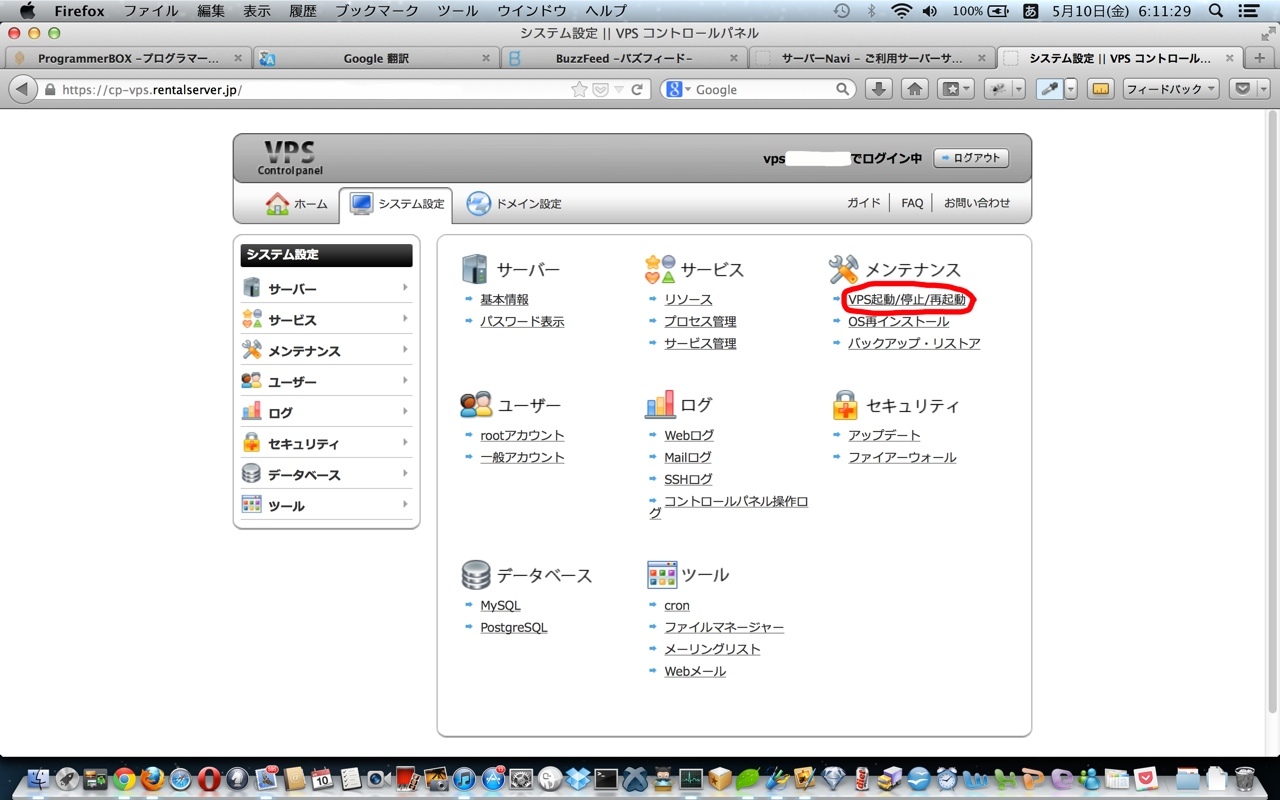 Firefox ファイル 編集 表示 履歴 ブックマーク ツール ウインドウ ヘルプ 100% あ 5月10日(金) 6:11:29
システム設定 || VPS コントロールパネル
ProgrammerBOX –プログラマー... Google 翻訳 BuzzFeed –バズフィード– サーバーNavi – ご利用サーバーサ... システム設定 || VPS コントロール...
https://cp-vps.rentalserver.jp/ Google フィードバック
VPS
Control panel
vps でログイン中 ログアウト
ホーム システム設定 ドメイン設定 ガイド FAQ お問い合わせ
システム設定
サーバー
サービス
メンテナンス
ユーザー
ログ
セキュリティ
データベース
ツール
サーバー
基本情報
パスワード表示
サービス
リソース
プロセス管理
サービス管理
メンテナンス
VPS起動/停止/再起動
OS再インストール
バックアップ・リストア
ユーザー
rootアカウント
一般アカウント
ログ
Webログ
Mailログ
SSHログ
コントロールパネル操作ロ
グ
セキュリティ
アップデート
ファイアーウォール
データベース
MySQL
PostgreSQL
ツール
cron
ファイルマネージャー
メーリングリスト
Webメール